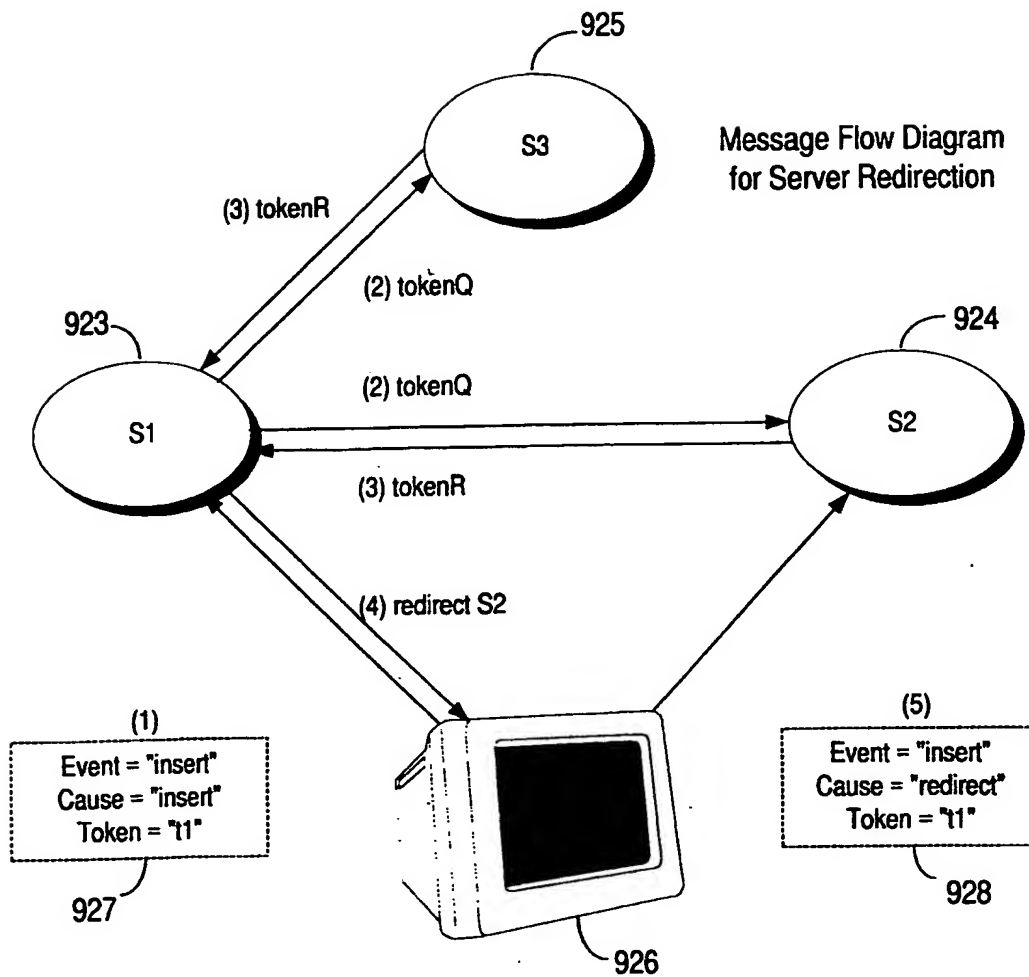 925
S3
Message Flow Diagram
for Server Redirection
(3) tokenR
(2) tokenQ
923
924
(2) tokenQ
S1
S2
(3) tokenR
(4) redirect S2
(1)
Event = "insert"
Cause = "insert"
Token = "t1"
927
(5)
Event = "insert"
Cause = "redirect"
Token = "t1"
928
926